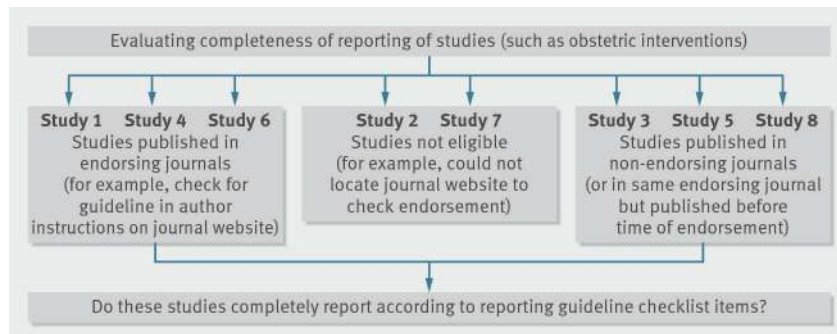 Evaluating completeness of reporting of studies (such as obstetric interventions)
Study 1 Study 4 Study 6
Studies published in
endorsing journals
(for example, check for
guideline in author
instructions on journal website)
Study 2 Study 7
Studies not eligible
(for example, could not
locate journal website to
check endorsement)
Study 3 Study 5 Study 8
Studies published in
non-endorsing journals
(or in same endorsing journal
but published before
time of endorsement)
Do these studies completely report according to reporting guideline checklist items?